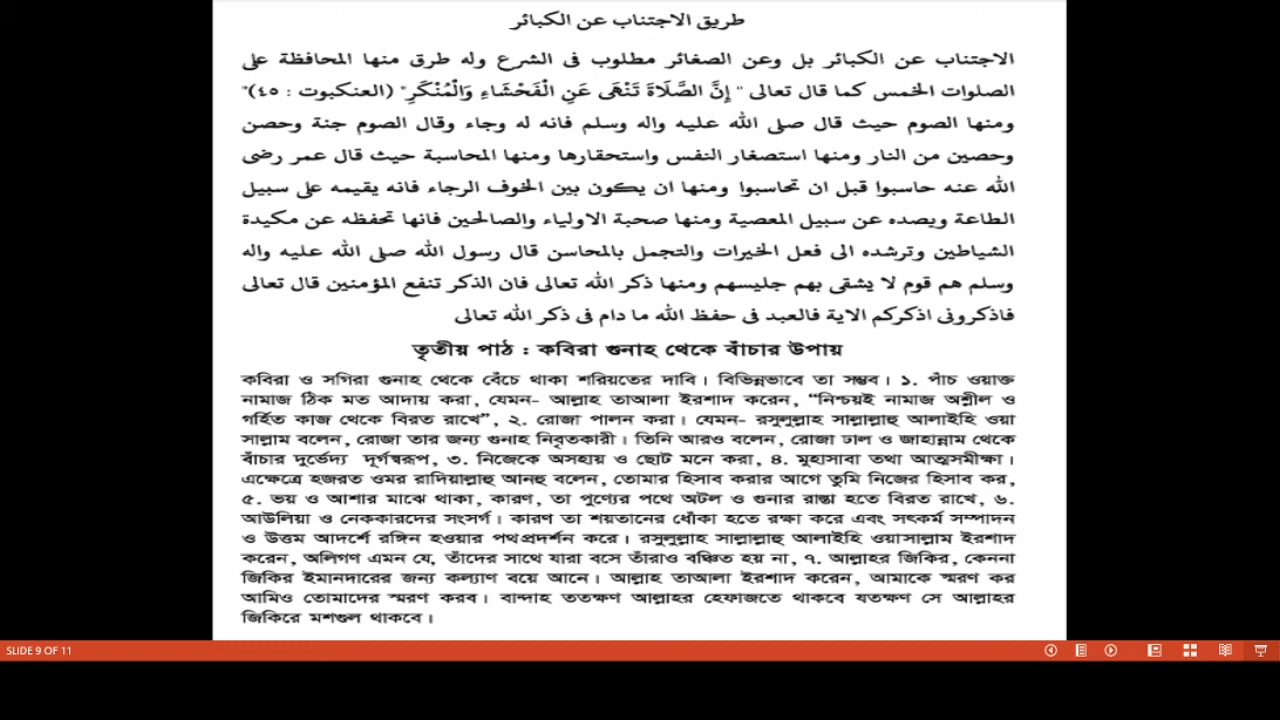 طريق الاجتناب عن الكبائر
الاجتناب عن الكبائر بل وعن الصغائر مطلوب فى الشرع وله طرق منها المحافظة على
الصلوات الخمس كما قال تعالى " إِنَّ الصَّلَاةَ تَنْهَى عَنِ الْفَحْشَاءِ وَالْمُنْكَرِ" (العنكبوت : ٤٥)"
ومنها الصوم حيث قال صلى الله عليه واله وسلم فانه له وجاء وقال الصوم جنة وحصن
وحصين من النار ومنها استصغار النفس واستحقارها ومنها المحاسبة حيث قال عمر رضى
الله عنه حاسبوا قبل ان تحاسبوا ومنها ان يكون بين الخوف الرجاء فانه يقيمه على سبيل
الطاعة ويصده عن سبيل المعصية ومنها صحبة الاولياء والصالحين فانها تحفظه عن مكيدة
الشياطين وترشده الى فعل الخيرات والتجمل بالمحاسن قال رسول الله صلى الله عليه واله
وسلم هم قوم لا يشقى بهم جليسهم ومنها ذكر الله تعالى فان الذكر تنفع المؤمنين قال تعالى
فاذكرونى اذكركم الاية فالعبد فى حفظ الله ما دام فى ذكر الله تعالى
তৃতীয় পাঠ : কবিরা গুনাহ থেকে বাঁচার উপায়
কবিরা ও সগিরা গুনাহ থেকে বেঁচে থাকা শরিয়তের দাবি। বিভিন্নভাবে তা সম্ভব। ১. পাঁচ ওয়াক্ত
নামাজ ঠিক মত আদায় করা, যেমন- আল্লাহ তাআলা ইরশাদ করেন, “নিশ্চয়ই নামাজ অশ্লীল ও
গর্হিত কাজ থেকে বিরত রাখে”, ২. রোজা পালন করা। যেমন- রসুলুল্লাহ সাল্লাল্লাহু আলাইহি ওয়া
সাল্লাম বলেন, রোজা তার জন্য গুনাহ নিবৃতকারী। তিনি আরও বলেন, রোজা ঢাল ও জাহান্নাম থেকে
বাঁচার দুর্ভেদ্য দূর্গস্বরূপ, ৩. নিজেকে অসহায় ও ছোট মনে করা, ৪. মুহাসাবা তথা আত্মসমীক্ষা।
এক্ষেত্রে হজরত ওমর রাদিয়াল্লাহু আনহু বলেন, তোমার হিসাব করার আগে তুমি নিজের হিসাব কর,
৫. ভয় ও আশার মাঝে থাকা, কারণ, তা পুণ্যের পথে অটল ও গুনার রাস্তা হতে বিরত রাখে, ৬.
আউলিয়া ও নেককারদের সংসর্গ। কারণ তা শয়তানের ধোঁকা হতে রক্ষা করে এবং সৎকর্ম সম্পাদন
ও উত্তম আদর্শে রঙ্গিন হওয়ার পথপ্রদর্শন করে। রসুলুল্লাহ সাল্লাল্লাহু আলাইহি ওয়াসাল্লাম ইরশাদ
করেন, অলিগণ এমন যে, তাঁদের সাথে যারা বসে তাঁরাও বঞ্চিত হয় না, ৭. আল্লাহর জিকির, কেননা
জিকির ইমানদারের জন্য কল্যাণ বয়ে আনে। আল্লাহ তাআলা ইরশাদ করেন, আমাকে স্মরণ কর
আমিও তোমাদের স্মরণ করব। বান্দাহ ততক্ষণ আল্লাহর হেফাজতে থাকবে যতক্ষণ সে আল্লাহর
জিকিরে মশগুল থাকবে।
SLIDE 9 OF 11